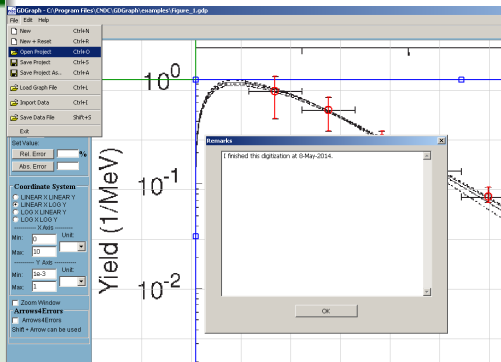 GDGraph - C:\Program Files\CNDC\GDGraph\examples\Figure_1.gdp
File Edit Help
New Ctrl+N
New + Reset Ctrl+R
Open Project Ctrl+O
Save Project Ctrl+S
Save Project As.. Ctrl+A
Load Graph File Ctrl+L
Import Data Ctrl+I
Save Data File Shift+S
Exit
Set Value:
Rel. Error %
Abs. Error
Coordinate System
LINEAR X LINEAR Y
LINEAR X LOG Y
LOG X LINEAR Y
LOG X LOG Y
---------- X Axis ----------
Min: 0 Unit:
Max: 10
---------- Y Axis ----------
Min: 1e-3 Unit:
Max: 1
Zoom Window
Arrows4Errors
Arrows4Errors
Shift + Arrow can be used
Yield (1/MeV)
10^0
10^-1
10^-2
Remarks
I finished this digitization at 8-May-2014.
OK